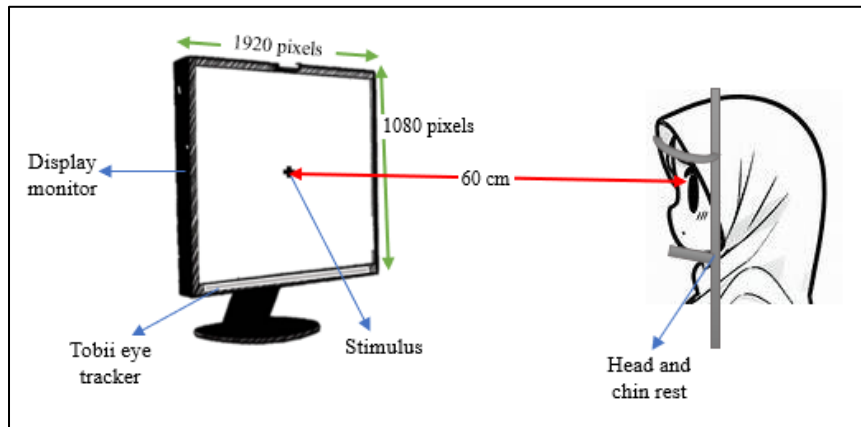 1920 pixels
1080 pixels
Display
monitor
60 cm
Tobii eye
tracker
Stimulus
Head and
chin rest